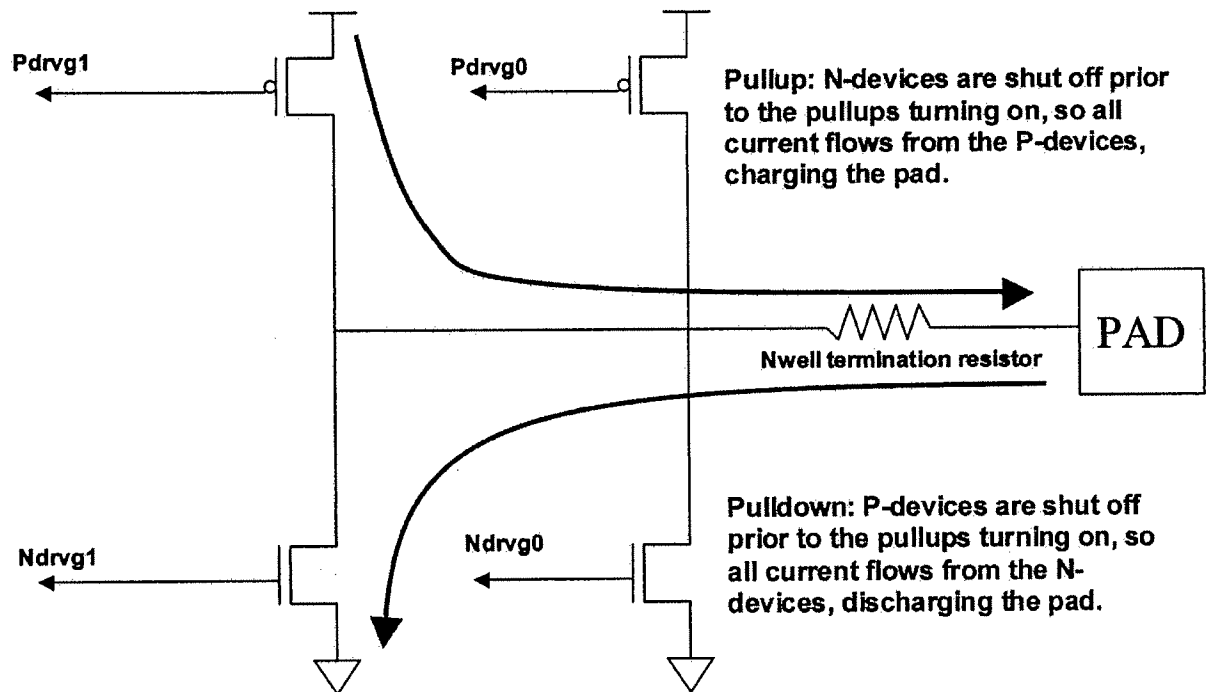 Pdrvg1
Pdrvg0
Pullup: N-devices are shut off prior
to the pullups turning on, so all
current flows from the P-devices,
charging the pad.
PAD
Nwell termination resistor
Ndrvg1
Ndrvg0
Pulldown: P-devices are shut off
prior to the pullups turning on, so
all current flows from the N-
devices, discharging the pad.